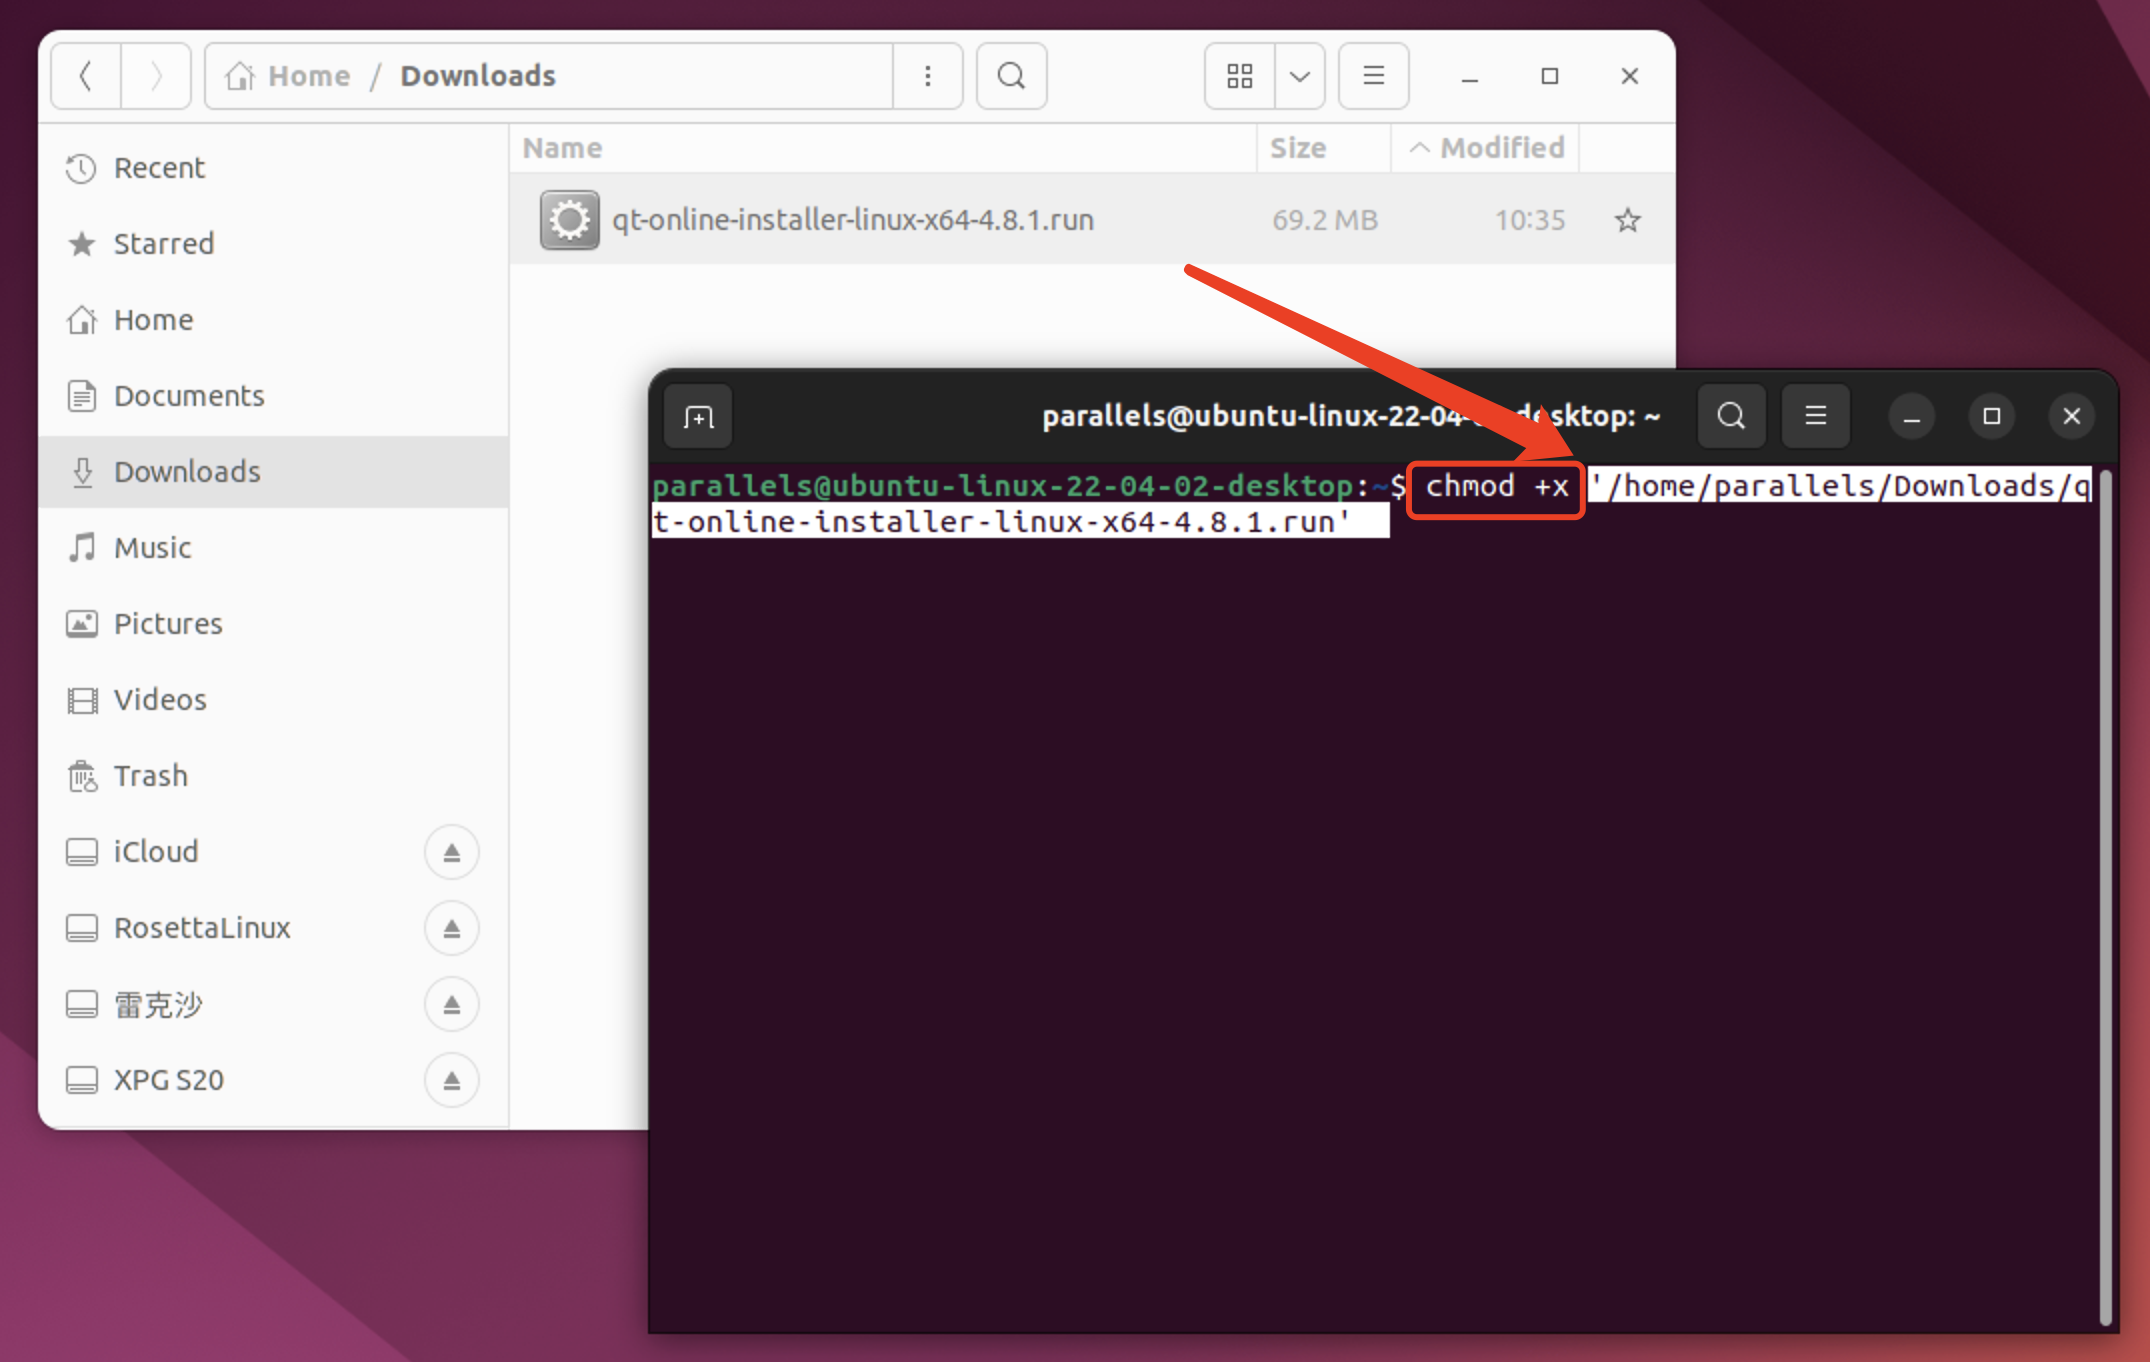 Home / Downloads
Name Size Modified
qt-online-installer-linux-x64-4.8.1.run 69.2 MB 10:35
Recent
Starred
Home
Documents
Downloads
Music
Pictures
Videos
Trash
iCloud
RosettaLinux
雷克沙
XPG S20
parallels@ubuntu-linux-22-04- desktop: ~
parallels@ubuntu-linux-22-04-02-desktop:~$ chmod +x '/home/parallels/Downloads/q
t-online-installer-linux-x64-4.8.1.run'